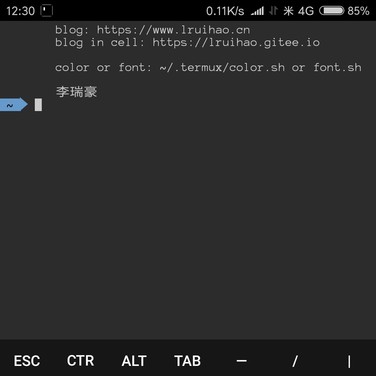 12:30 0.11K/s 米 4G 85%
blog: https://www.lruihao.cn
blog in cell: https://lruihao.gitee.io
color or font: ~/.termux/color.sh or font.sh
李瑞豪
~
ESC CTR ALT TAB — / |